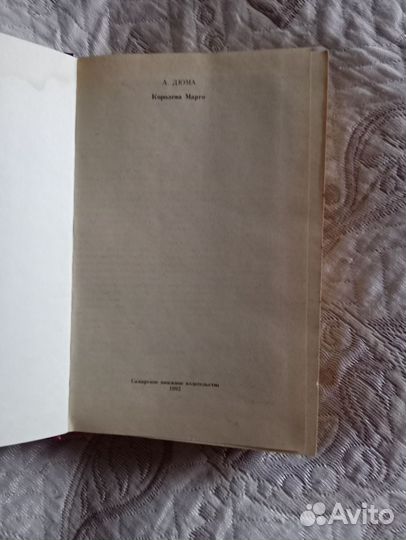 А. ДЮМА
Королева Марго
Самарское книжное издательство
1992
Avito